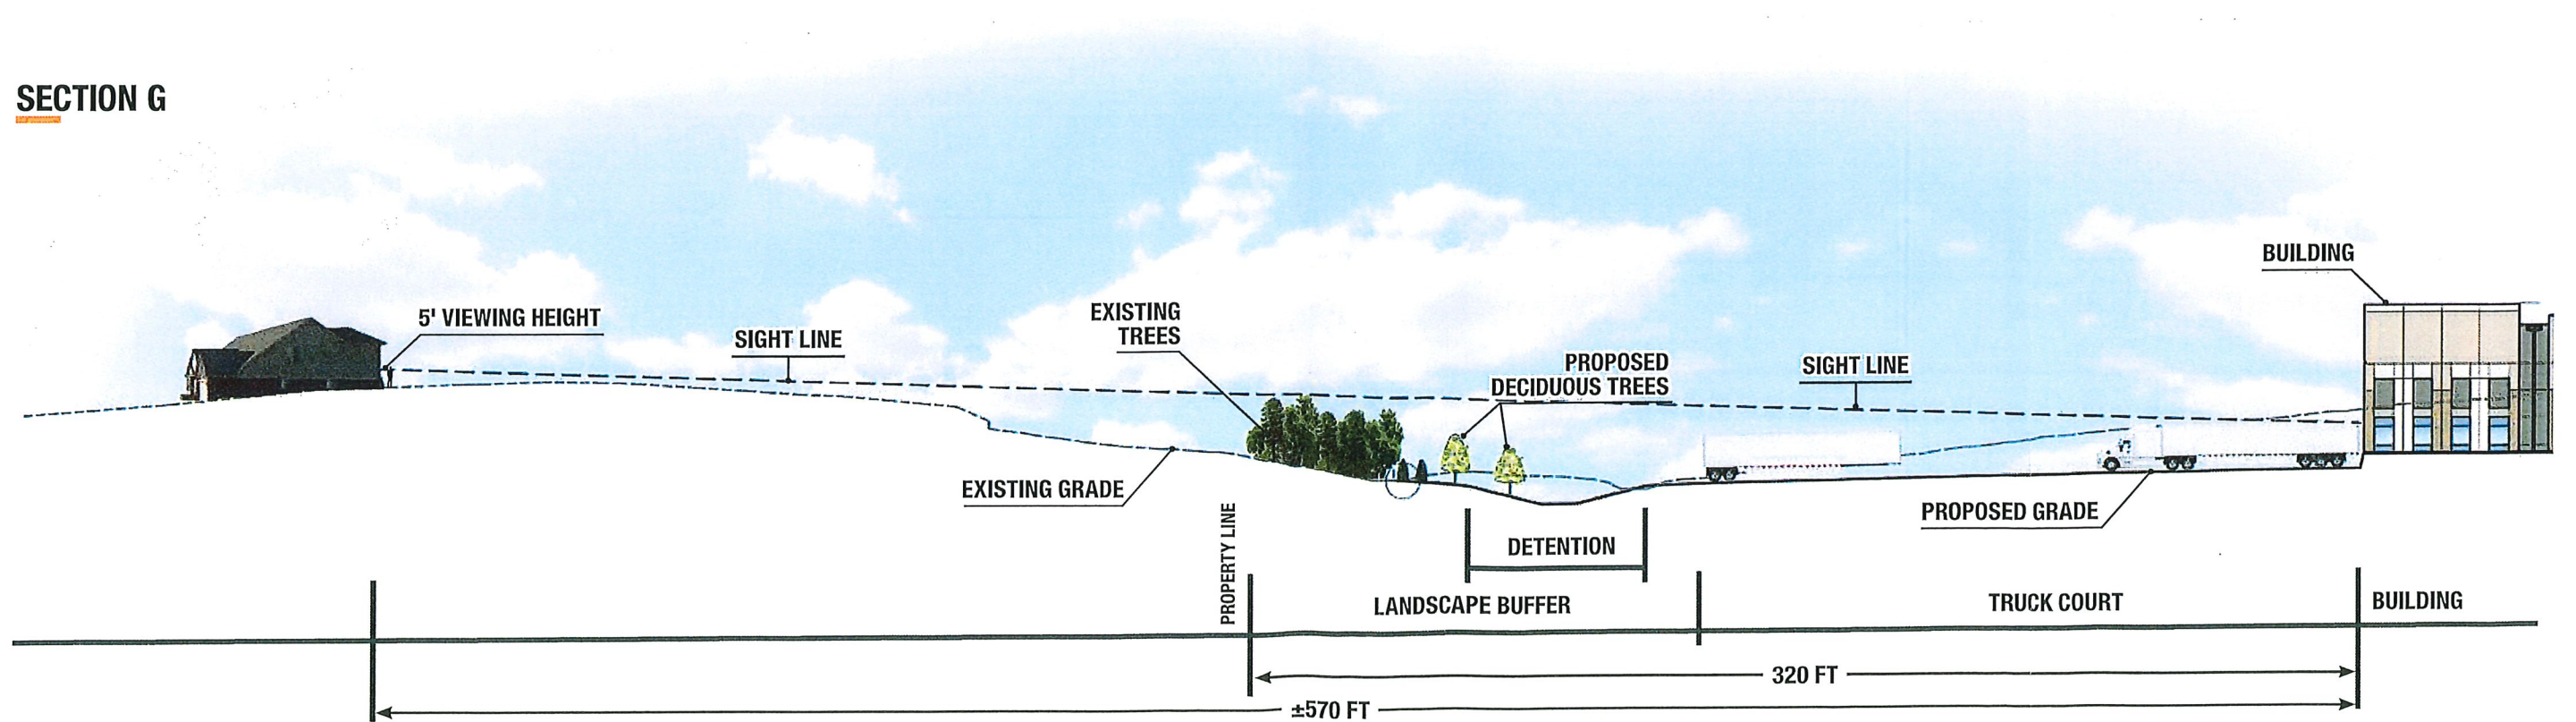 SECTION G
BUILDING
5' VIEWING HEIGHT
EXISTING
TREES
SIGHT LINE
PROPOSED
DECIDUOUS TREES
SIGHT LINE
EXISTING GRADE
PROPOSED GRADE
PROPERTY LINE
DETENTION
LANDSCAPE BUFFER
TRUCK COURT
BUILDING
320 FT
±570 FT